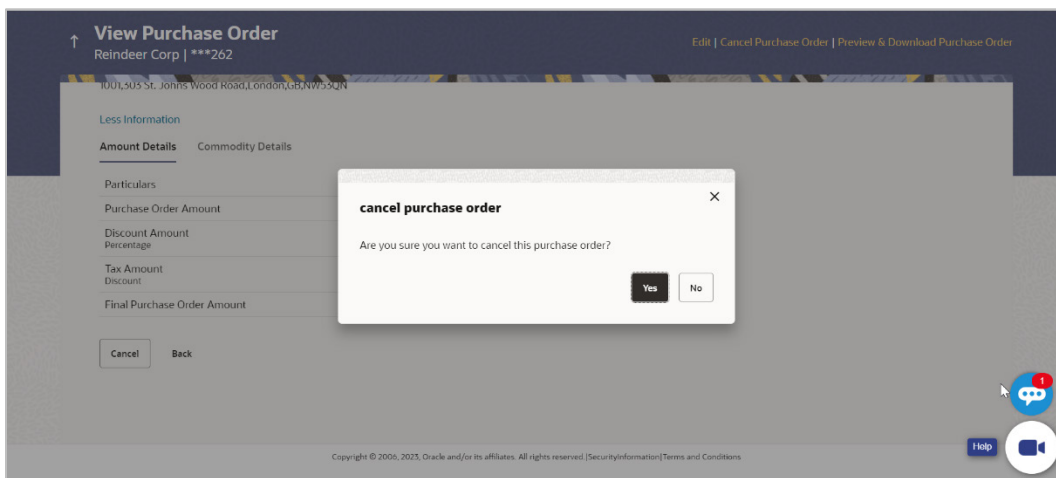 View Purchase Order
Reindeer Corp | ***262
Edit | Cancel Purchase Order | Preview & Download Purchase Order
1001,303 St. Johns Wood Road,London,GB,NW53QN
Less Information
Amount Details Commodity Details
Particulars
Purchase Order Amount
Discount Amount
Percentage
Tax Amount
Discount
Final Purchase Order Amount
cancel purchase order
Are you sure you want to cancel this purchase order?
Yes No
Cancel Back
1
Help
Copyright © 2006, 2023, Oracle and/or its affiliates. All rights reserved.|SecurityInformation|Terms and Conditions